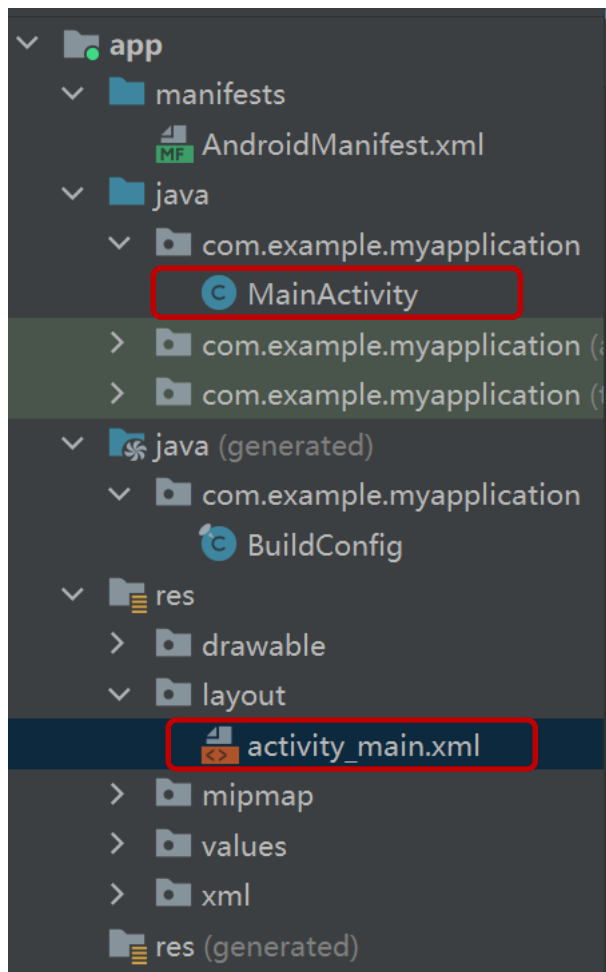 app
manifests
MF AndroidManifest.xml
java
com.example.myapplication
C MainActivity
com.example.myapplication
com.example.myapplication
java (generated)
com.example.myapplication
C BuildConfig
res
drawable
layout
<> activity_main.xml
mipmap
values
xml
res (generated)